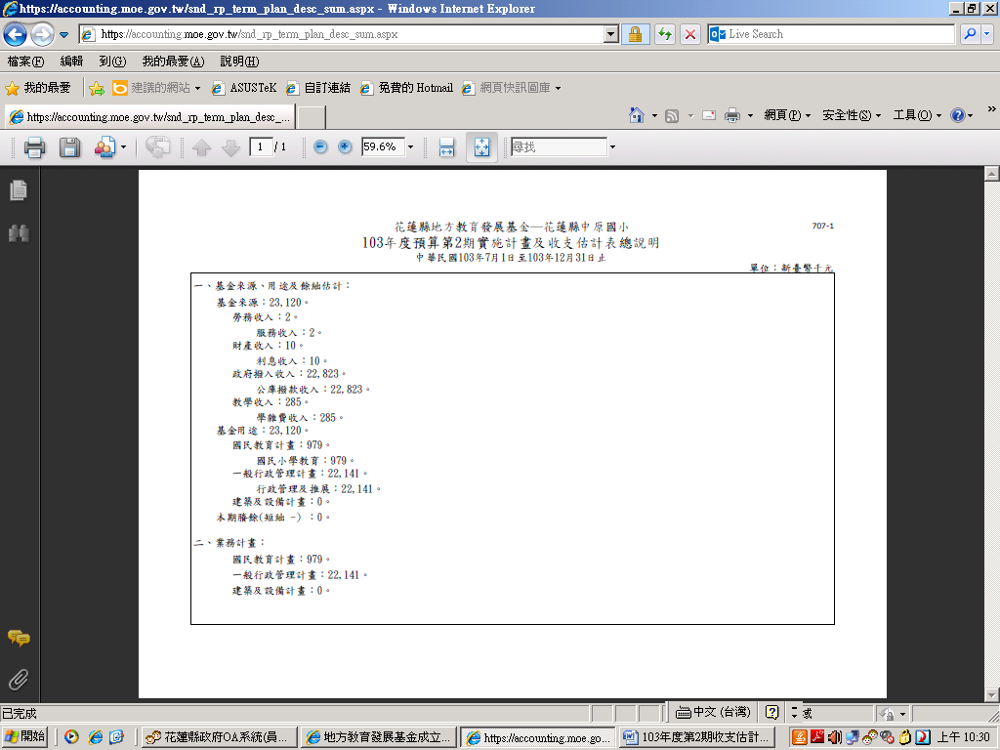 https://accounting.moe.gov.tw/snd_rp_term_plan_desc_sum.aspx - Windows Internet Explorer
https://accounting.moe.gov.tw/snd_rp_term_plan_desc_sum.aspx
Live Search
檔案(F) 編輯 到(G) 我的最愛(A) 說明(H)
我的最愛 建議的網站 ASUSTeK 自訂連結 免費的 Hotmail 網頁快訊圖庫
https://accounting.moe.gov.tw/snd_rp_term_plan_desc_...
網頁(P) 安全性(S) 工具(O) »
1 / 1 59.6% 尋找
花蓮縣地方教育發展基金—花蓮縣中原國小
707-1
103年度預算第2期實施計畫及收支估計表總說明
中華民國103年7月1日至103年12月31日止
單位：新臺幣千元
一、基金來源、用途及餘絀估計：
基金來源：23,120。
勞務收入：2。
服務收入：2。
財產收入：10。
利息收入：10。
政府撥入收入：22,823。
公庫撥款收入：22,823。
教學收入：285。
學雜費收入：285。
基金用途：23,120。
國民教育計畫：979。
國民小學教育：979。
一般行政管理計畫：22,141。
行政管理及推展：22,141。
建築及設備計畫：0。
本期賸餘(短絀 -) ：0。
二、業務計畫：
國民教育計畫：979。
一般行政管理計畫：22,141。
建築及設備計畫：0。
已完成
中文 (台灣)
開始 花蓮縣政府OA系統(員... 地方教育發展基金成立... https://accounting.moe.go... 103年度第2期收支估計... 上午 10:30